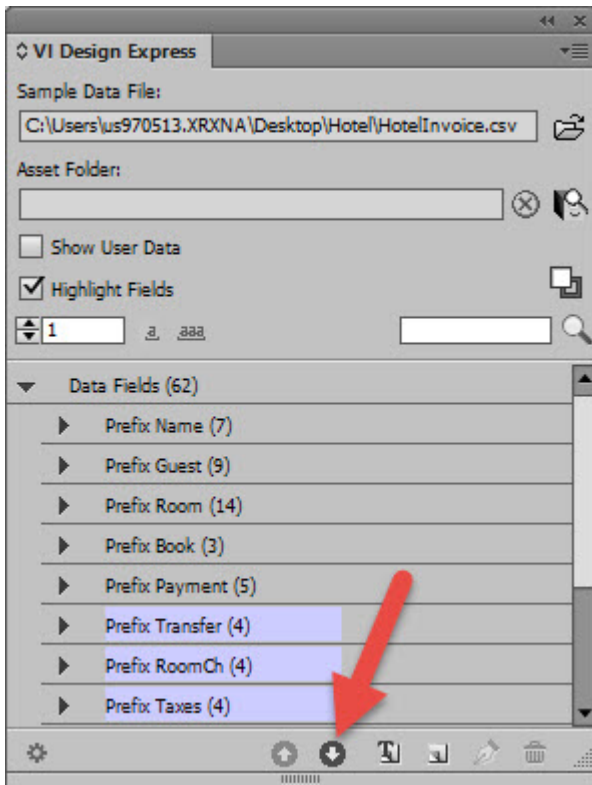 VI Design Express
Sample Data File:
C:\Users\us970513.XRXNA\Desktop\Hotel\HotelInvoice.csv
Asset Folder:
Show User Data
Highlight Fields
1 a aaa
Data Fields (62)
Prefix Name (7)
Prefix Guest (9)
Prefix Room (14)
Prefix Book (3)
Prefix Payment (5)
Prefix Transfer (4)
Prefix RoomCh (4)
Prefix Taxes (4)